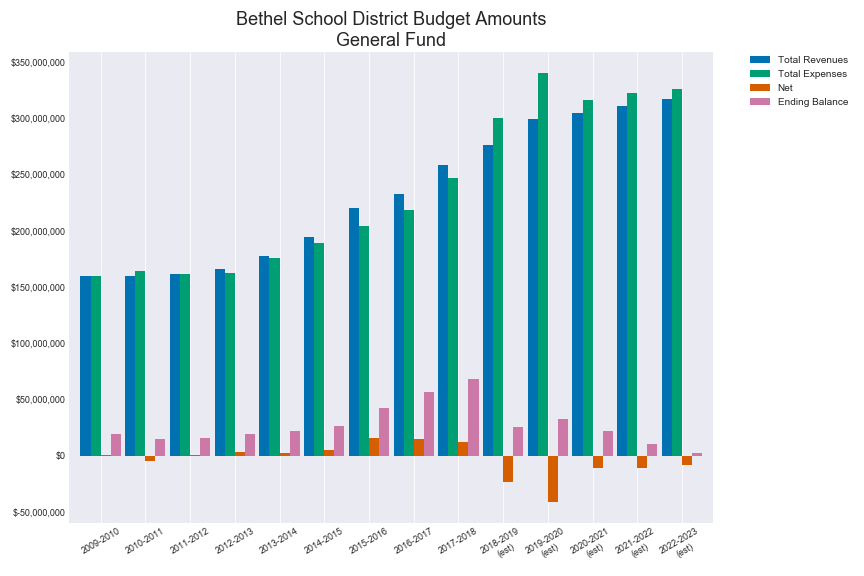 Bethel School District Budget Amounts
General Fund
Total Revenues
Total Expenses
Net
Ending Balance
$350,000,000
$300,000,000
$250,000,000
$200,000,000
$150,000,000
$100,000,000
$50,000,000
$0
$-50,000,000
2009-2010
2010-2011
2011-2012
2012-2013
2013-2014
2014-2015
2015-2016
2016-2017
2017-2018
2018-2019
(est)
2019-2020
(est)
2020-2021
(est)
2021-2022
(est)
2022-2023
(est)